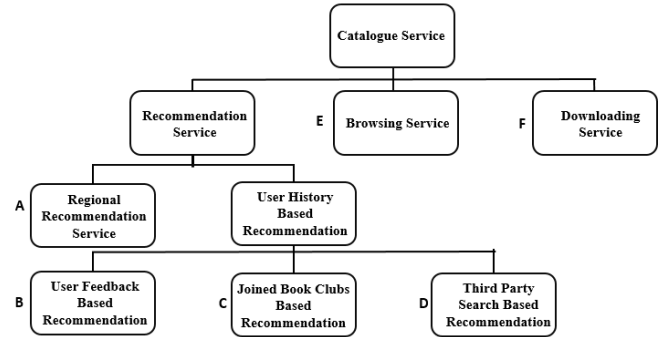 Catalogue Service
Recommendation
Service
E
Browsing Service
F
Downloading
Service
A
Regional
Recommendation
Service
User History
Based
Recommendation
B
User Feedback
Based
Recommendation
C
Joined Book Clubs
Based
Recommendation
D
Third Party
Search Based
Recommendation